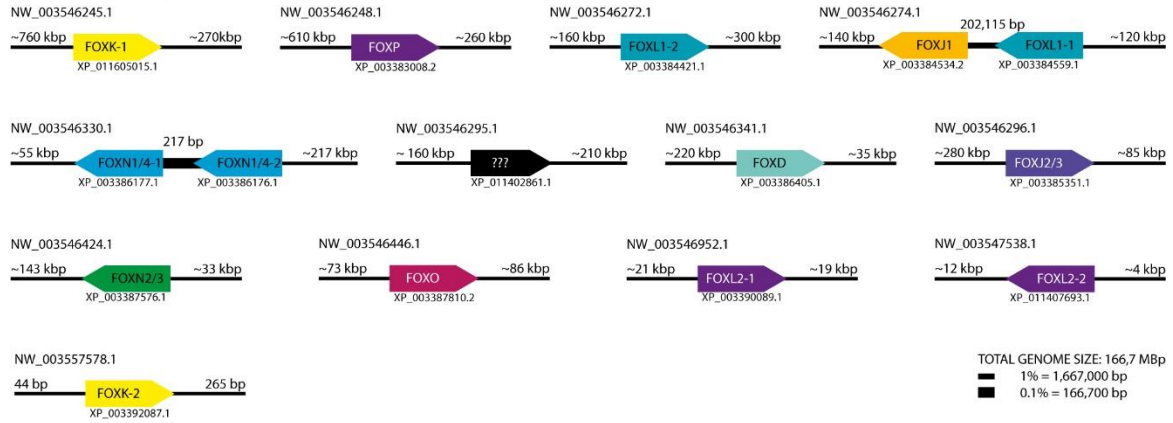 NW_003546245.1
~760 kbp FOXK-1 ~270kbp
XP_011605015.1
NW_003546248.1
~610 kbp FOXP ~260 kbp
XP_003383008.2
NW_003546272.1
~160 kbp FOXL1-2 ~300 kbp
XP_003384421.1
NW_003546274.1
202,115 bp
~140 kbp FOXJ1 FOXL1-1 ~120 kbp
XP_003384534.2 XP_003384559.1
NW_003546330.1
217 bp
~55 kbp FOXN1/4-1 FOXN1/4-2 ~217 kbp
XP_003386177.1 XP_003386176.1
NW_003546295.1
~ 160 kbp ??? ~210 kbp
XP_011402861.1
NW_003546341.1
~220 kbp FOXD ~35 kbp
XP_003386405.1
NW_003546296.1
~280 kbp FOXJ2/3 ~85 kbp
XP_003385351.1
NW_003546424.1
~143 kbp FOXN2/3 ~33 kbp
XP_003387576.1
NW_003546446.1
~73 kbp FOXO ~86 kbp
XP_003387810.2
NW_003546952.1
~21 kbp FOXL2-1 ~19 kbp
XP_003390089.1
NW_003547538.1
~12 kbp FOXL2-2 ~4 kbp
XP_011407693.1
NW_003557578.1
44 bp FOXK-2 265 bp
XP_003392087.1
TOTAL GENOME SIZE: 166,7 MBp
1% = 1,667,000 bp
0.1% = 166,700 bp